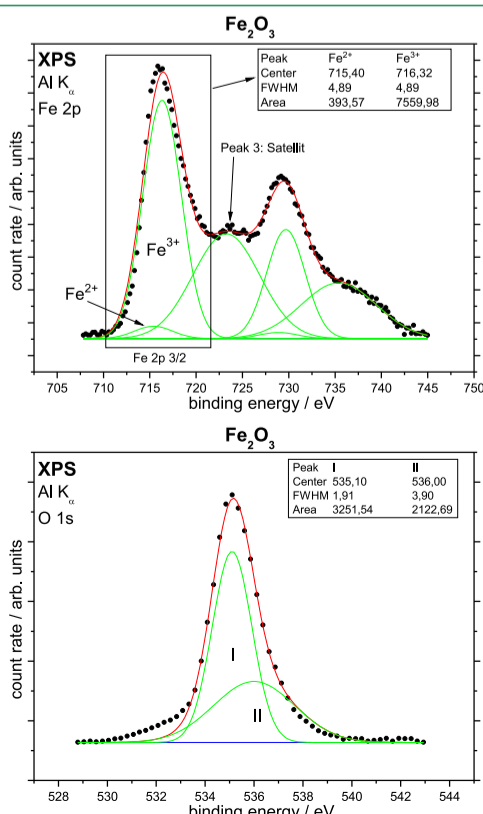 Fe₂O₃
XPS
Al Kα
Fe 2p
Peak Fe²⁺ Fe³⁺
Center 715,40 716,32
FWHM 4,89 4,89
Area 393,57 7559,98
Peak 3: Satellit
Fe³⁺
Fe²⁺
Fe 2p 3/2
count rate / arb. units
705 710 715 720 725 730 735 740 745 750
binding energy / eV
Fe₂O₃
XPS
Al Kα
O 1s
Peak I II
Center 535,10 536,00
FWHM 1,91 3,90
Area 3251,54 2122,69
I
II
count rate / arb. units
528 530 532 534 536 538 540 542 544
binding energy / eV